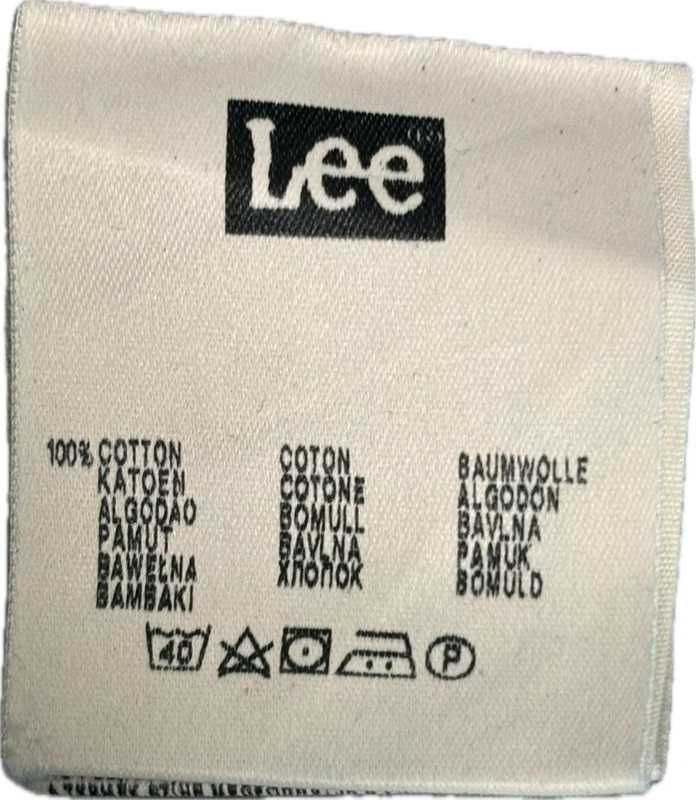 Lee
100% COTTON COTON BAUMWOLLE
KATOEN COTONE ALGODON
ALGODAO BOMULL BAVLNA
PAMUT BAVLNA PAMUK
BAWEŁNA ХЛОПОК BOMULD
BAMBAKI
40
P